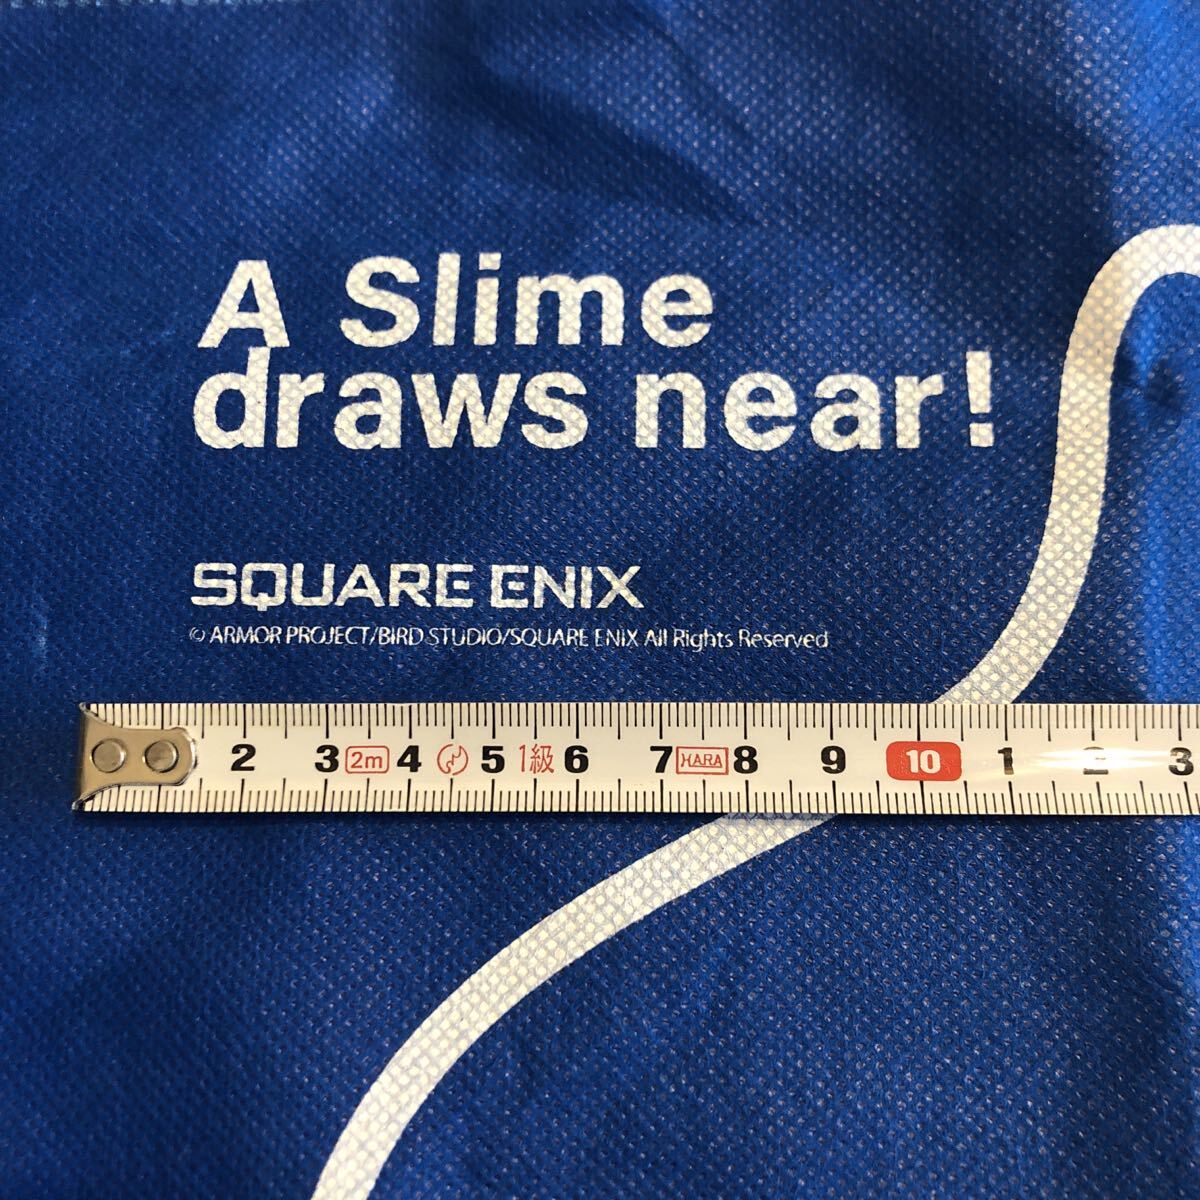 A Slime
draws near!
SQUARE ENIX
© ARMOR PROJECT/BIRD STUDIO/SQUARE ENIX All Rights Reserved
2 3 2m 4 5 1級 6 7 HARA 8 9 10 1 2 3